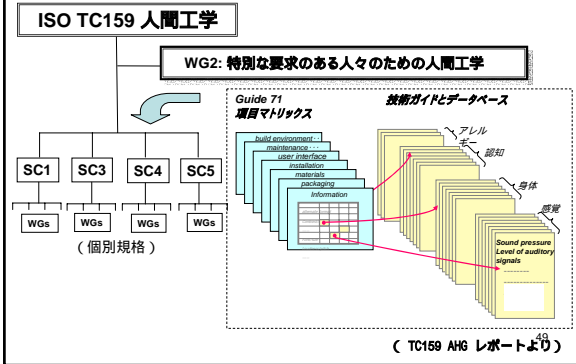 ISO TC159 人間工学
WG2: 特別な要求のある人々のための人間工学
Guide 71
項目マトリックス
技術ガイドとデータベース
build environment・・
maintenance・・
user interface
installation
materials
packaging
Information
アレル
ギー
認知
身体
感覚
Sound pressure
Level of auditory
signals
SC1
SC3
SC4
SC5
WGs
WGs
WGs
WGs
（個別規格）
49
（ TC159 AHG レポートより）